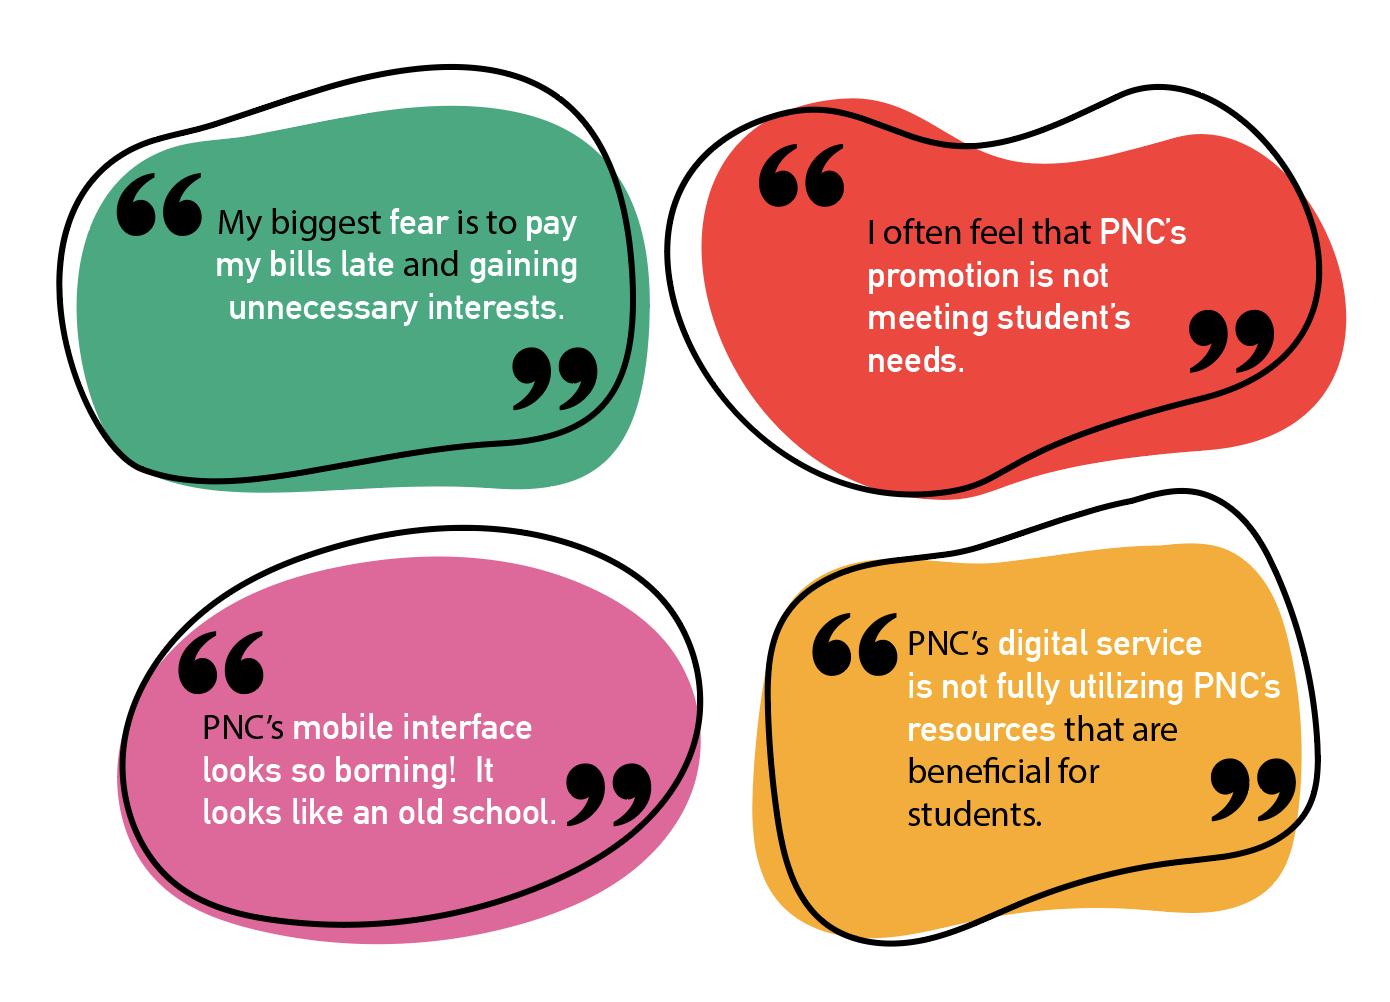 “ My biggest fear is to pay
my bills late and gaining
unnecessary interests.
”
“
I often feel that PNC’s
promotion is not
meeting student’s
needs.
”
“
PNC’s mobile interface
looks so borning!  It
looks like an old school. ”
“ PNC’s digital service
is not fully utilizing PNC’s
resources that are
beneficial for
students.
”